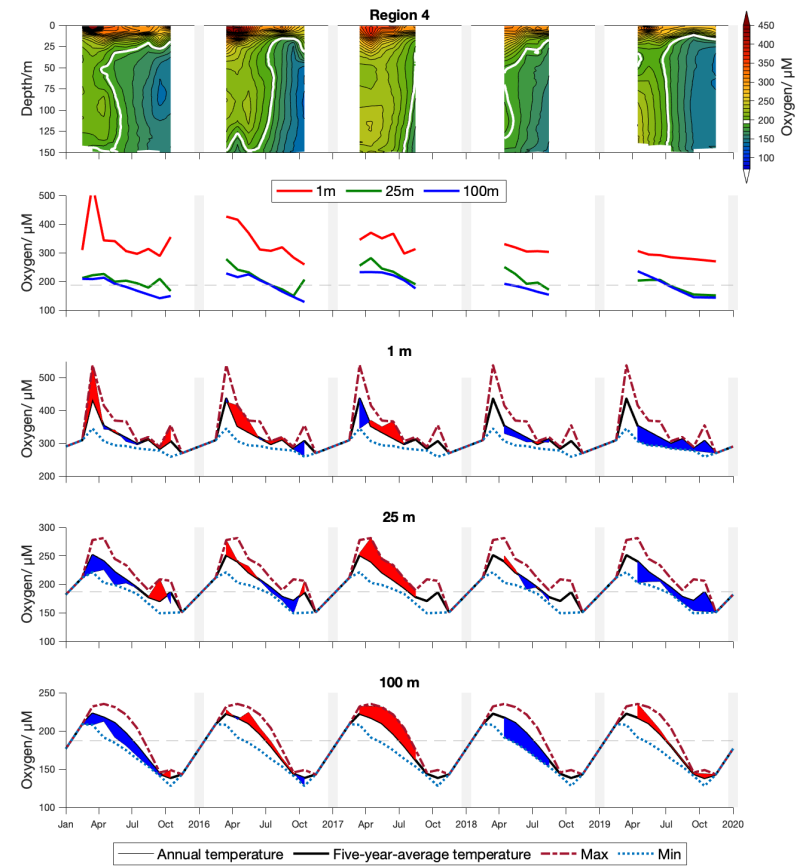 Region 4
0
25
50
75
100
125
150
Depth/m
450
400
350
300
250
200
150
100
Oxygen/ µM
1m 25m 100m
500
400
300
200
100
Oxygen/ µM
1 m
500
400
300
200
Oxygen/ µM
25 m
300
250
200
150
100
Oxygen/ µM
100 m
250
200
150
100
Oxygen/ µM
Jan Apr Jul Oct 2016 Apr Jul Oct 2017 Apr Jul Oct 2018 Apr Jul Oct 2019 Apr Jul Oct 2020
Annual temperature Five-year-average temperature Max Min